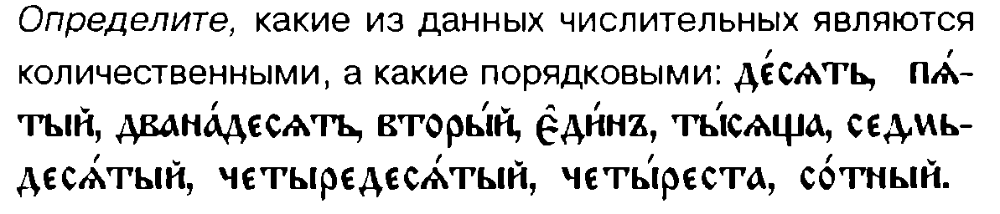 Определите, какие из данных числительных являются
количественными, а какие порядковыми: де́сѧть, пѧ́-
тый, двана́десѧть, вторы́й, є҆ди́нъ, ты́сѧща, седмь-
десѧ́тый, четыредесѧ́тый, четы́реста, со́тный.